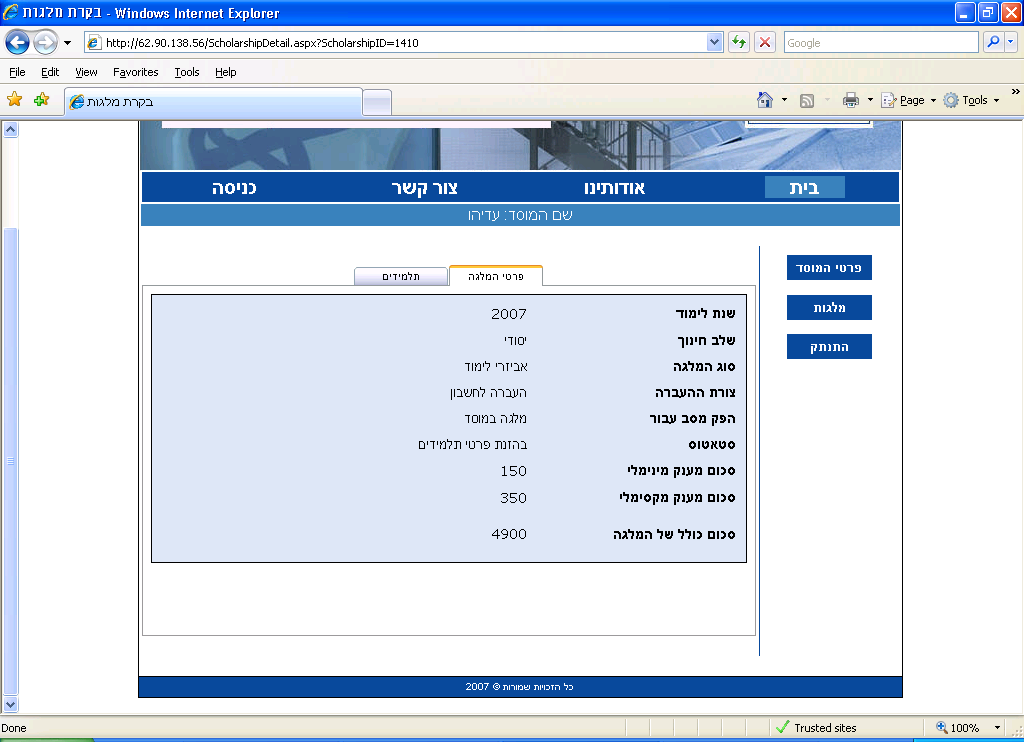 בקרת מלגות - Windows Internet Explorer
http://62.90.138.56/ScholarshipDetail.aspx?ScholarshipID=1410
Google
File Edit View Favorites Tools Help
בקרת מלגות
Page Tools
בית אודותינו צור קשר כניסה
שם המוסד: עדיהו
פרטי המוסד
מלגות
התנתק
פרטי המלגה תלמידים
שנת לימוד 2007
שלב חינוך יסודי
סוג המלגה אביזרי לימוד
צורת ההעברה העברה לחשבון
הפק מסב עבור מלגה במוסד
סטאטוס בהזנת פרטי תלמידים
סכום מענק מינימלי 150
סכום מענק מקסימלי 350
סכום כולל של המלגה 4900
כל הזכויות שמורות © 2007
Done Trusted sites 100%